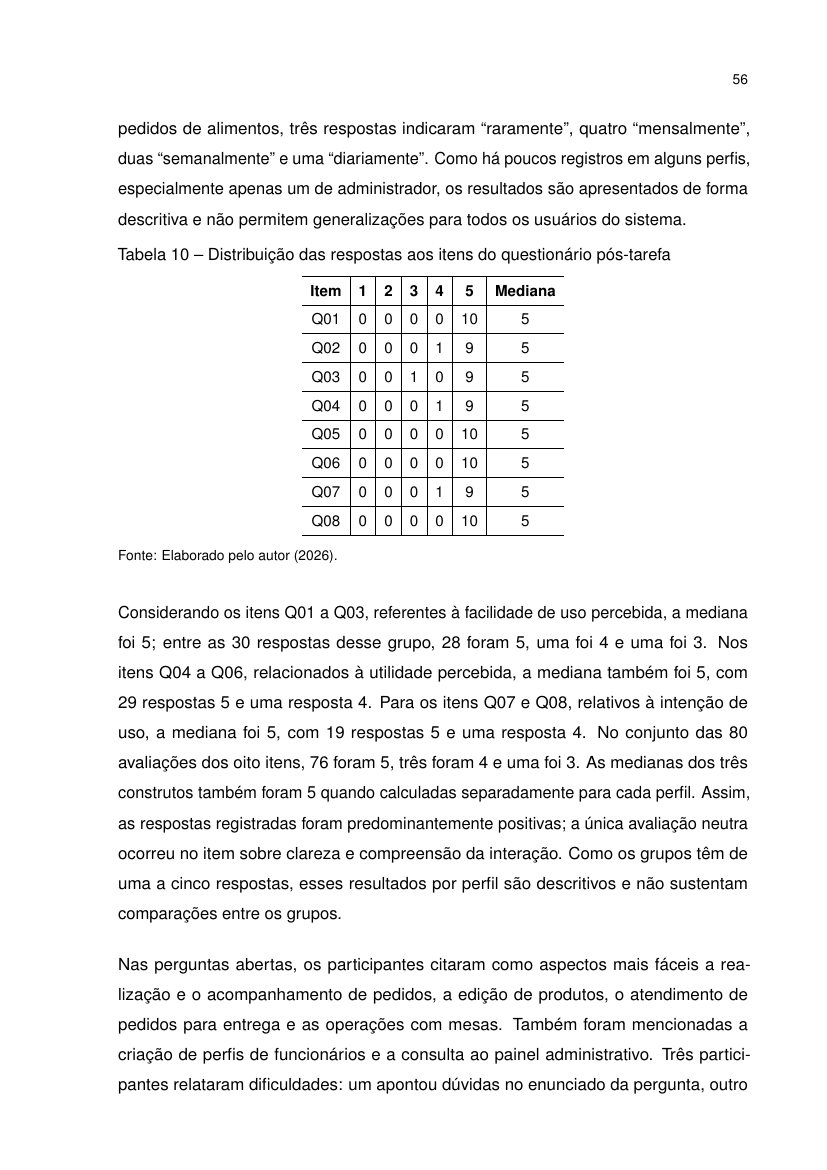 56
pedidos de alimentos, três respostas indicaram “raramente”, quatro “mensalmente”,
duas “semanalmente” e uma “diariamente”. Como há poucos registros em alguns perfis,
especialmente apenas um de administrador, os resultados são apresentados de forma
descritiva e não permitem generalizações para todos os usuários do sistema.
Tabela 10 – Distribuição das respostas aos itens do questionário pós-tarefa
Item 1 2 3 4 5 Mediana
Q01 0 0 0 0 10 5
Q02 0 0 0 1 9 5
Q03 0 0 1 0 9 5
Q04 0 0 0 1 9 5
Q05 0 0 0 0 10 5
Q06 0 0 0 0 10 5
Q07 0 0 0 1 9 5
Q08 0 0 0 0 10 5
Fonte: Elaborado pelo autor (2026).
Considerando os itens Q01 a Q03, referentes à facilidade de uso percebida, a mediana
foi 5; entre as 30 respostas desse grupo, 28 foram 5, uma foi 4 e uma foi 3. Nos
itens Q04 a Q06, relacionados à utilidade percebida, a mediana também foi 5, com
29 respostas 5 e uma resposta 4. Para os itens Q07 e Q08, relativos à intenção de
uso, a mediana foi 5, com 19 respostas 5 e uma resposta 4. No conjunto das 80
avaliações dos oito itens, 76 foram 5, três foram 4 e uma foi 3. As medianas dos três
construtos também foram 5 quando calculadas separadamente para cada perfil. Assim,
as respostas registradas foram predominantemente positivas; a única avaliação neutra
ocorreu no item sobre clareza e compreensão da interação. Como os grupos têm de
uma a cinco respostas, esses resultados por perfil são descritivos e não sustentam
comparações entre os grupos.
Nas perguntas abertas, os participantes citaram como aspectos mais fáceis a rea-
lização e o acompanhamento de pedidos, a edição de produtos, o atendimento de
pedidos para entrega e as operações com mesas. Também foram mencionadas a
criação de perfis de funcionários e a consulta ao painel administrativo. Três partici-
pantes relataram dificuldades: um apontou dúvidas no enunciado da pergunta, outro